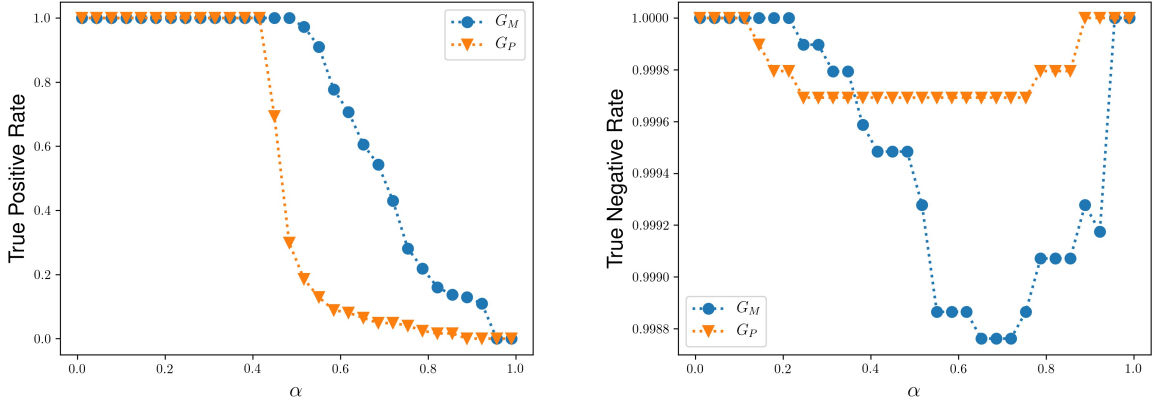 True Positive Rate
1.0
0.8
0.6
0.4
0.2
0.0
0.0 0.2 0.4 0.6 0.8 1.0
α
G_M
G_P
True Negative Rate
1.0000
0.9998
0.9996
0.9994
0.9992
0.9990
0.9988
0.0 0.2 0.4 0.6 0.8 1.0
α
G_M
G_P